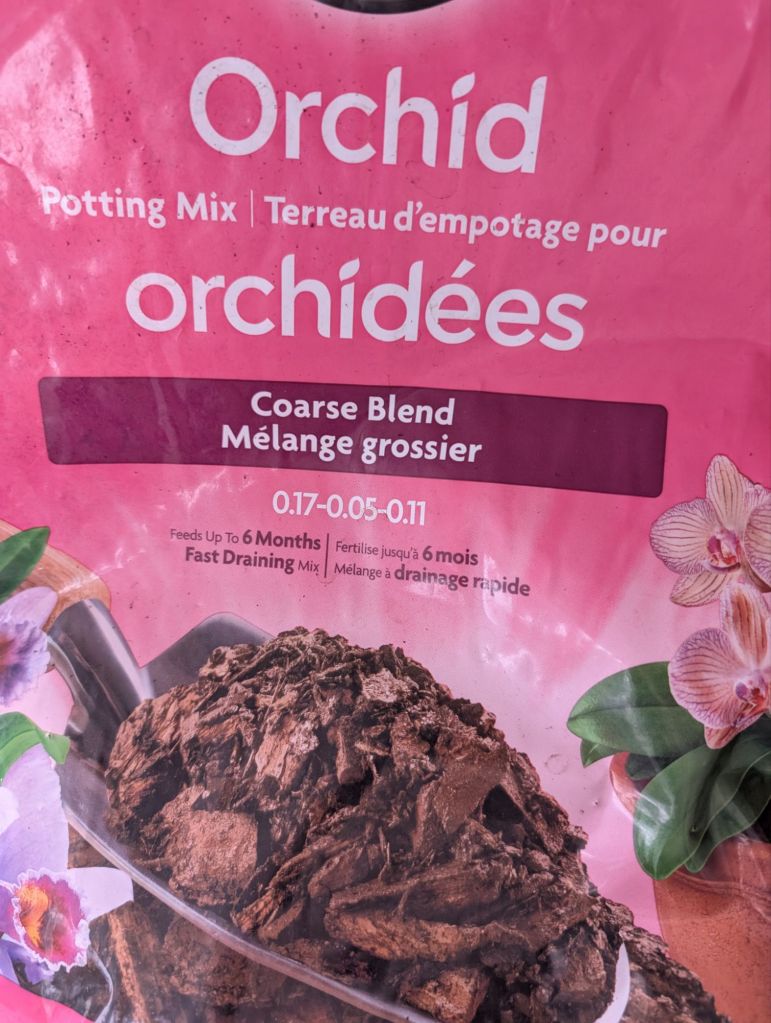 Orchid
Potting Mix | Terreau d'empotage pour
orchidées
Coarse Blend
Mélange grossier
0.17-0.05-0.11
Feeds Up To 6 Months
Fast Draining Mix
Fertilise jusqu'à 6 mois
Mélange à drainage rapide